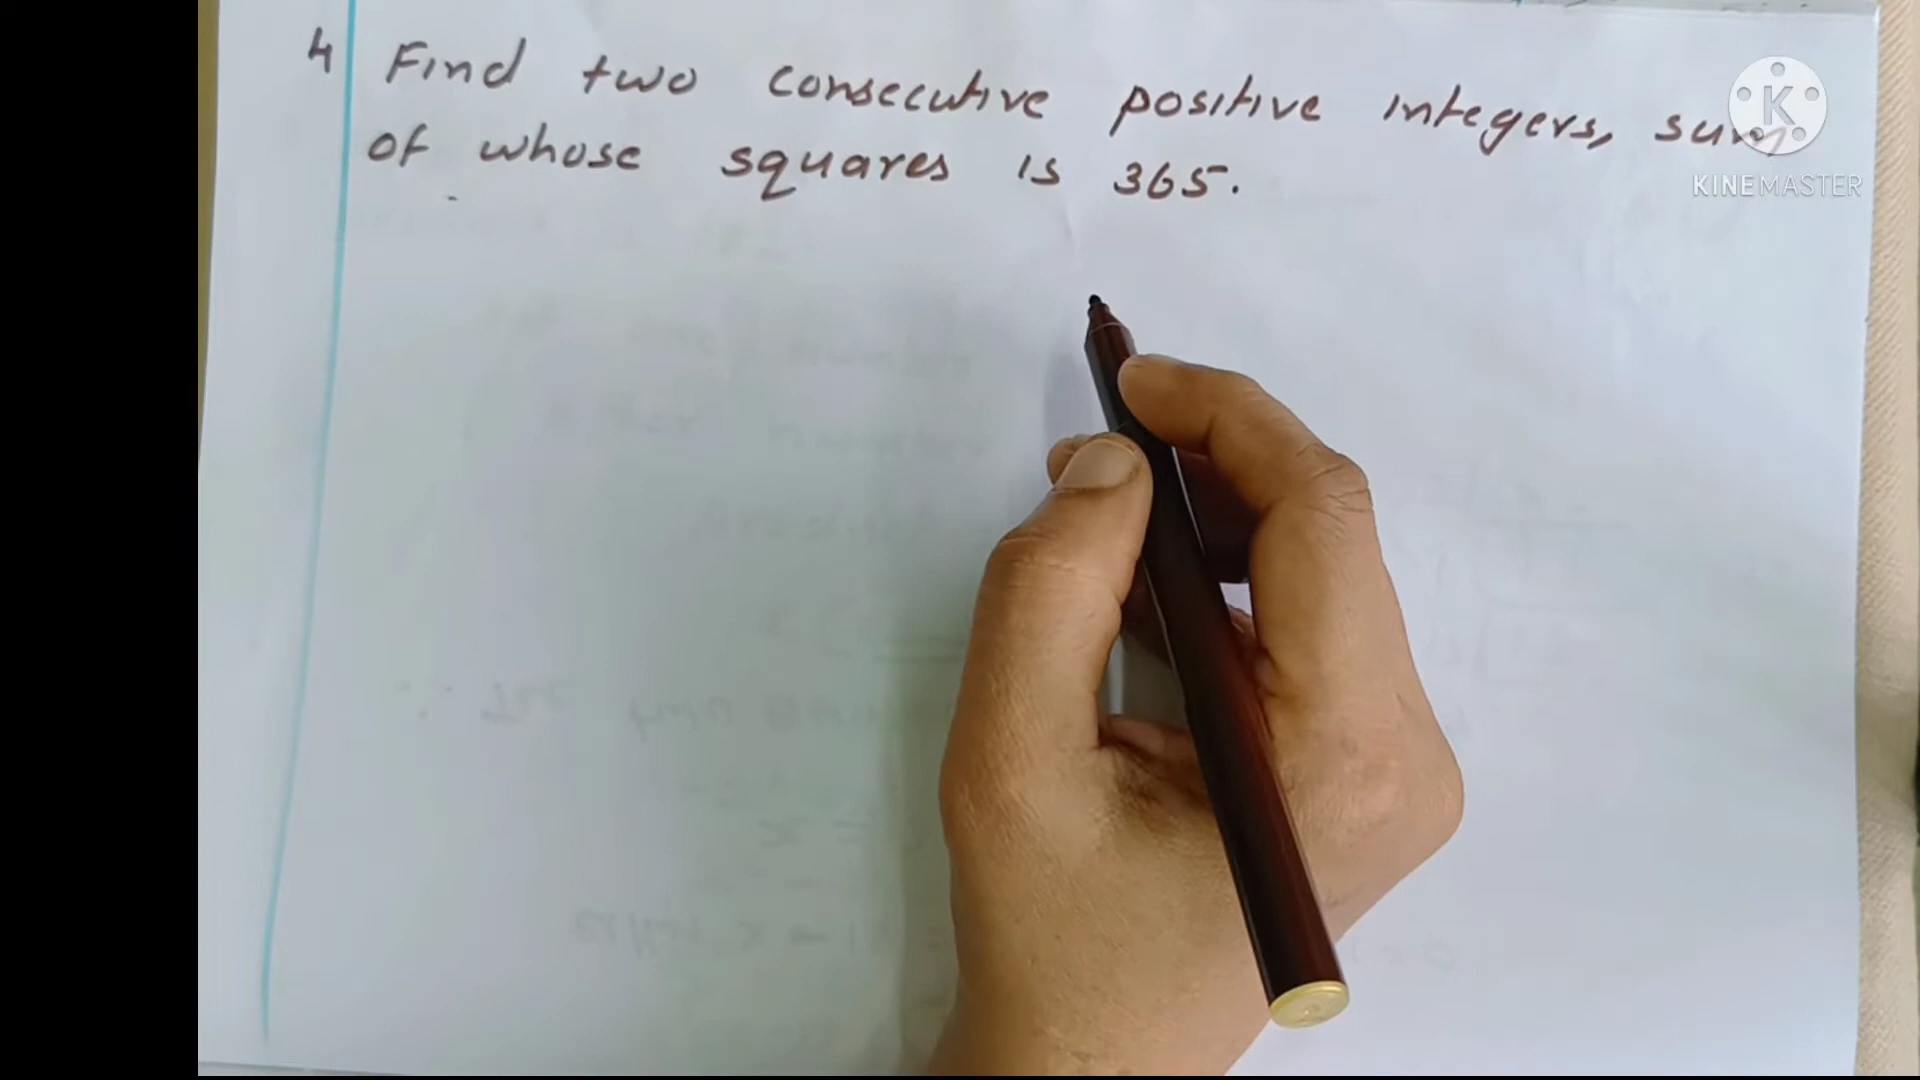 4 Find two consecutive positive integers, sum
of whose squares is 365.
KINEMASTER